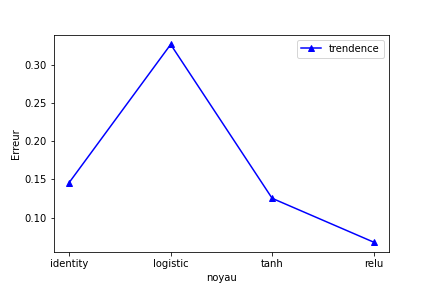 trendence
Erreur
0.30
0.25
0.20
0.15
0.10
identity logistic tanh relu
noyau